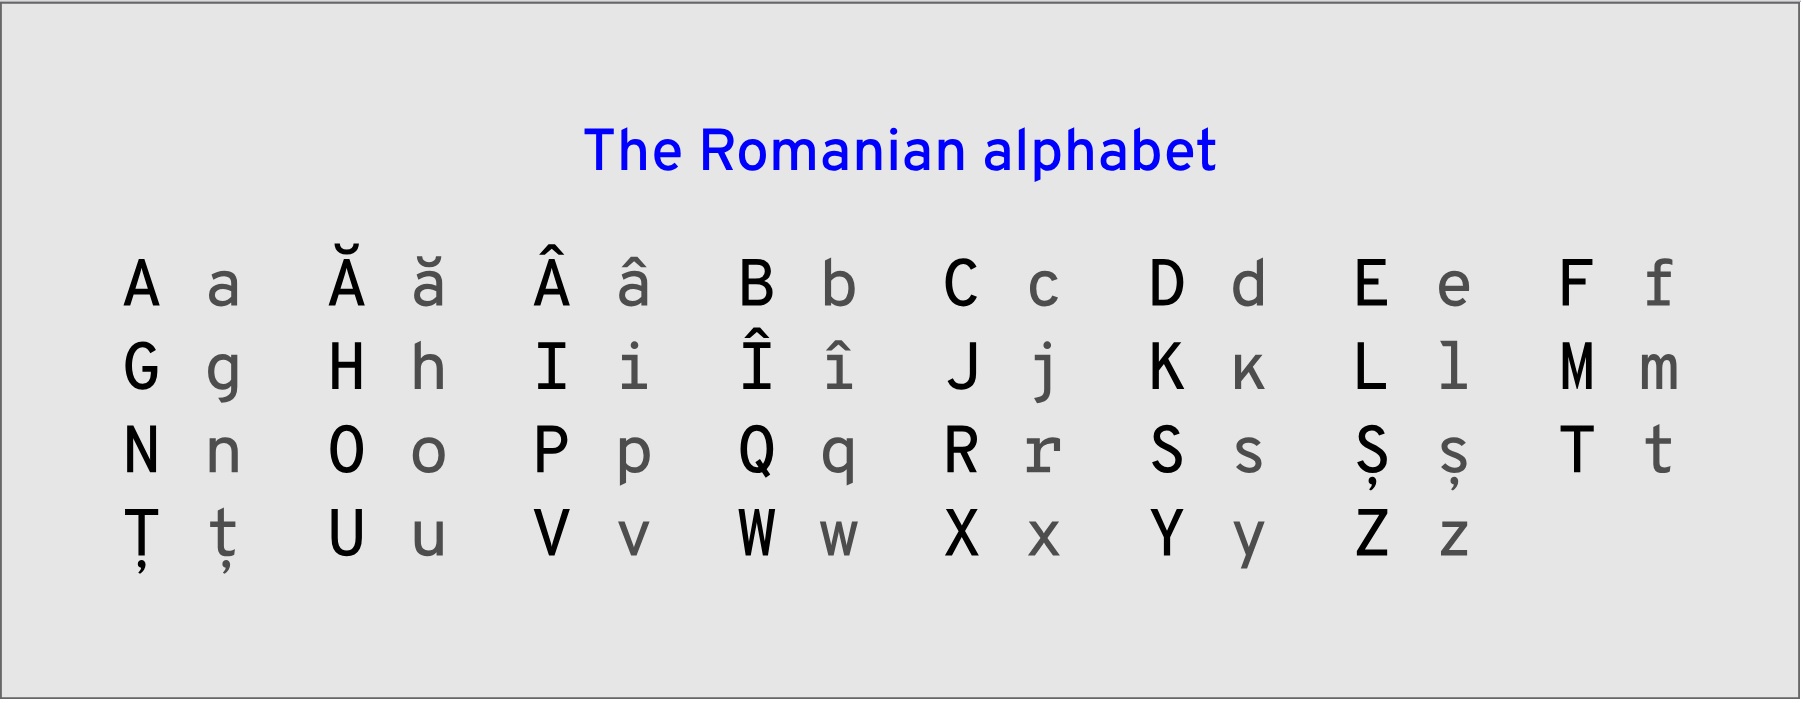 The Romanian alphabet
A a Ă ă Â â B b C c D d E e F f
G g H h I i Î î J j K к L l M m
N n O o P p Q q R r S s Ș ș T t
Ț ț U u V v W w X x Y y Z z